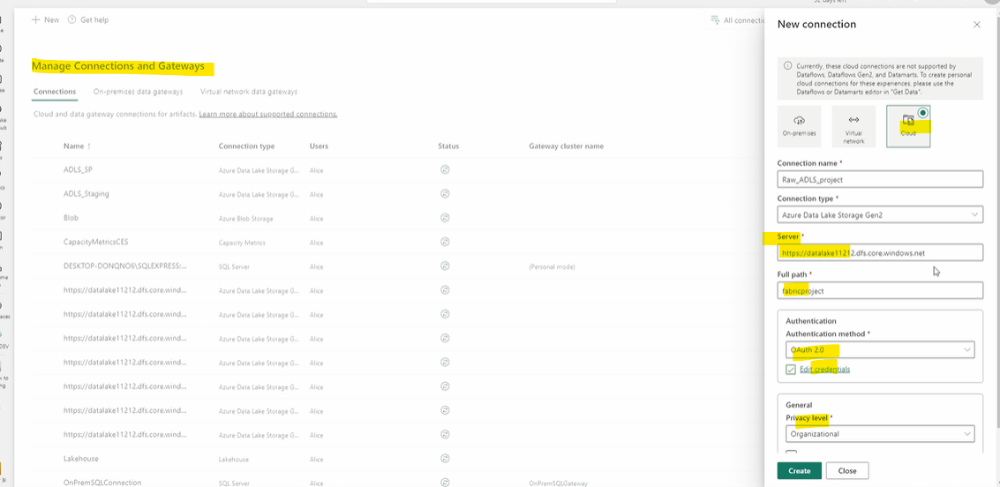 32 days left
New
Get help
All connectio
Manage Connections and Gateways
Connections
On-premises data gateways
Virtual network data gateways
Cloud and data gateway connections for artifacts. Learn more about supported connections.
Name ↑ Connection type Users Status Gateway cluster name
ADLS_SP Azure Data Lake Storage G... Alice
ADLS_Staging Azure Data Lake Storage G... Alice
Blob Azure Blob Storage Alice
CapacityMetricsCES Capacity Metrics Alice
DESKTOP-DONQNO6\SQLEXPRESS:... SQL Server Alice (Personal mode)
https://datalake11212.dfs.core.wind... Azure Data Lake Storage G... Alice
https://datalake11212.dfs.core.wind... Azure Data Lake Storage G... Alice
https://datalake11212.dfs.core.wind... Azure Data Lake Storage G... Alice
https://datalake11212.dfs.core.wind... Azure Data Lake Storage G... Alice
https://datalake11212.dfs.core.wind... Azure Data Lake Storage G... Alice
https://datalake11212.dfs.core.wind... Azure Data Lake Storage G... Alice
https://datalake11212.dfs.core.wind... Azure Data Lake Storage G... Alice
Lakehouse Lakehouse Alice
OnPremSQLConnection SQL Server Alice OnPremSQLGateway
New connection
Currently, these cloud connections are not supported by
Dataflows, Dataflows Gen2, and Datamarts. To create personal
cloud connections for these experiences, please use the
Dataflows or Datamarts editor in "Get Data".
On-premises
Virtual
network
Cloud
Connection name *
Raw_ADLS_project
Connection type *
Azure Data Lake Storage Gen2
Server *
https://datalake11212.dfs.core.windows.net
Full path *
fabricproject
Authentication
Authentication method *
OAuth 2.0
Edit credentials
General
Privacy level *
Organizational
Create
Close